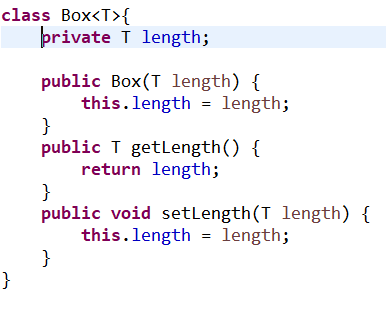 class Box<T>{
    private T length;

    public Box(T length) {
        this.length = length;
    }
    public T getLength() {
        return length;
    }
    public void setLength(T length) {
        this.length = length;
    }
}